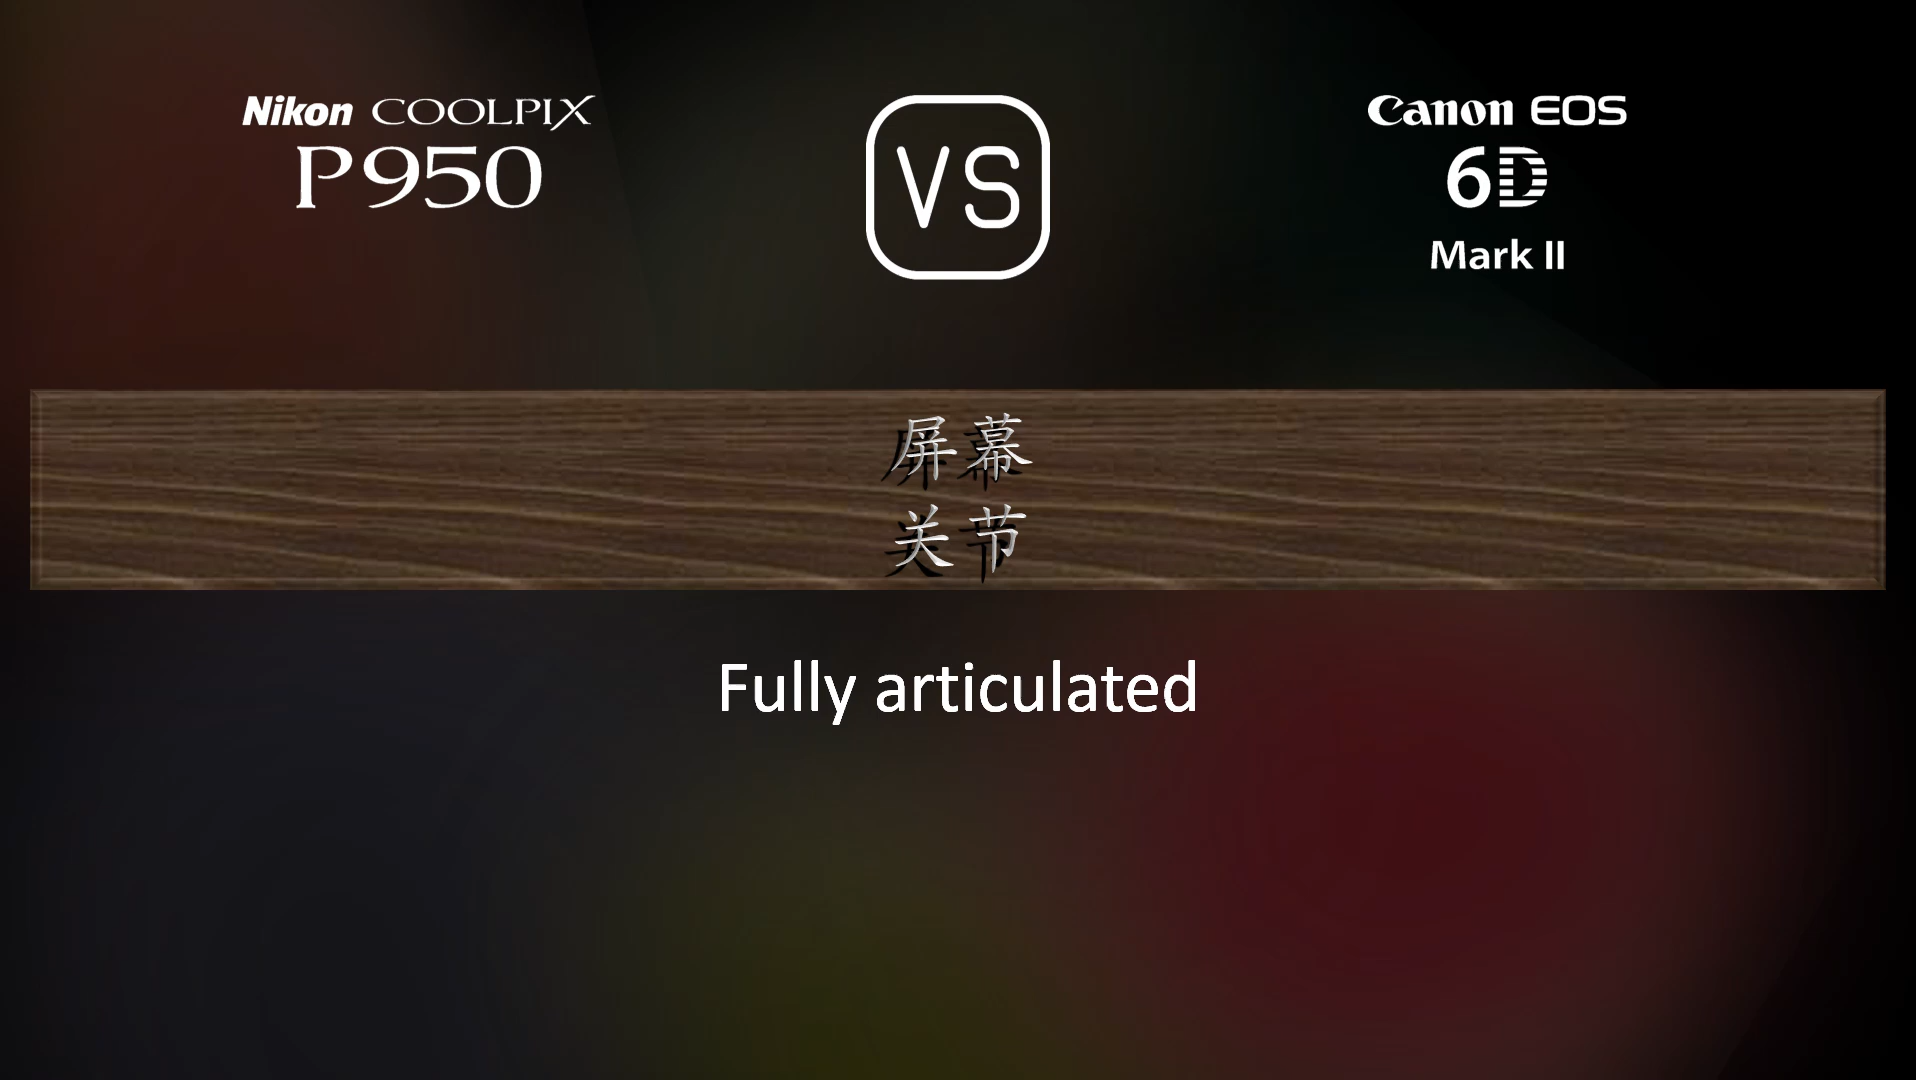 Nikon COOLPIX
P950
VS
Canon EOS
6D
Mark II
屏幕
关节
Fully articulated